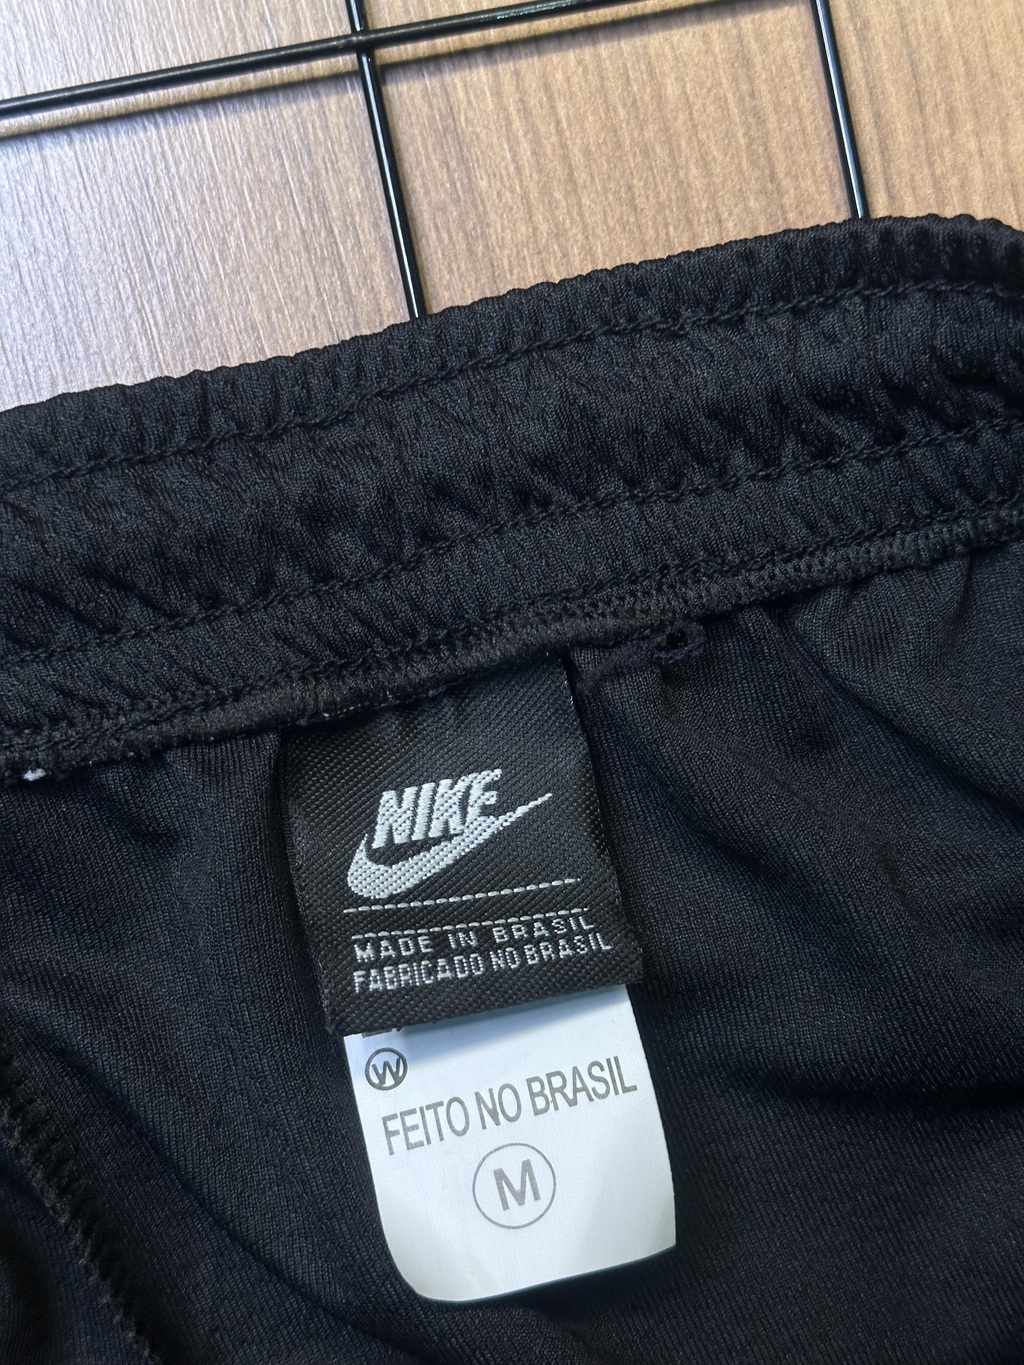 NIKE
MADE IN BRASIL
FABRICADO NO BRASIL
W
FEITO NO BRASIL
M